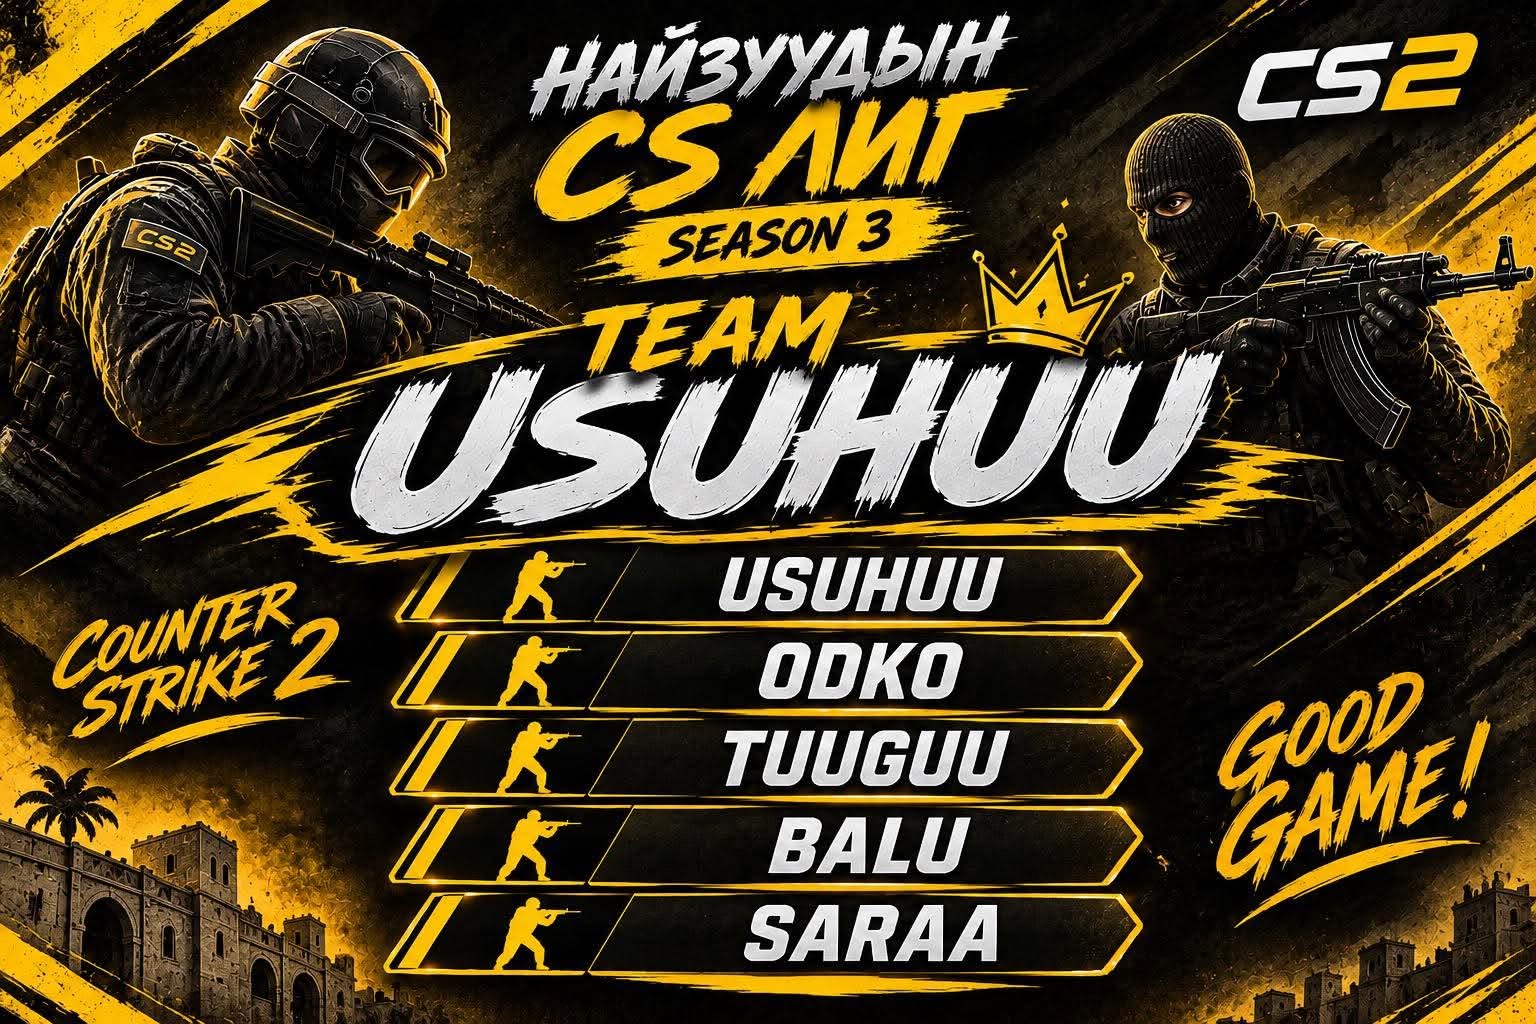 НАЙЗУУДЫН
CS ЛИГ
SEASON 3
CS2
CS2
TEAM
USUHUU
USUHUU
ODKO
TUUGUU
BALU
SARAA
COUNTER
STRIKE 2
GOOD
GAME!